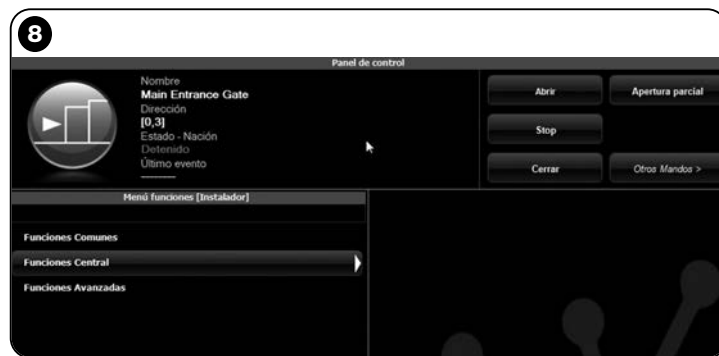 8
Panel de control
Nombre
Main Entrance Gate
Dirección
[0,3]
Estado - Nación
Detenido
Último evento
--------
Abrir
Apertura parcial
Stop
Cerrar
Otros Mandos >
Menú funciones [Instalador]
Funciones Comunes
Funciones Central
Funciones Avanzadas